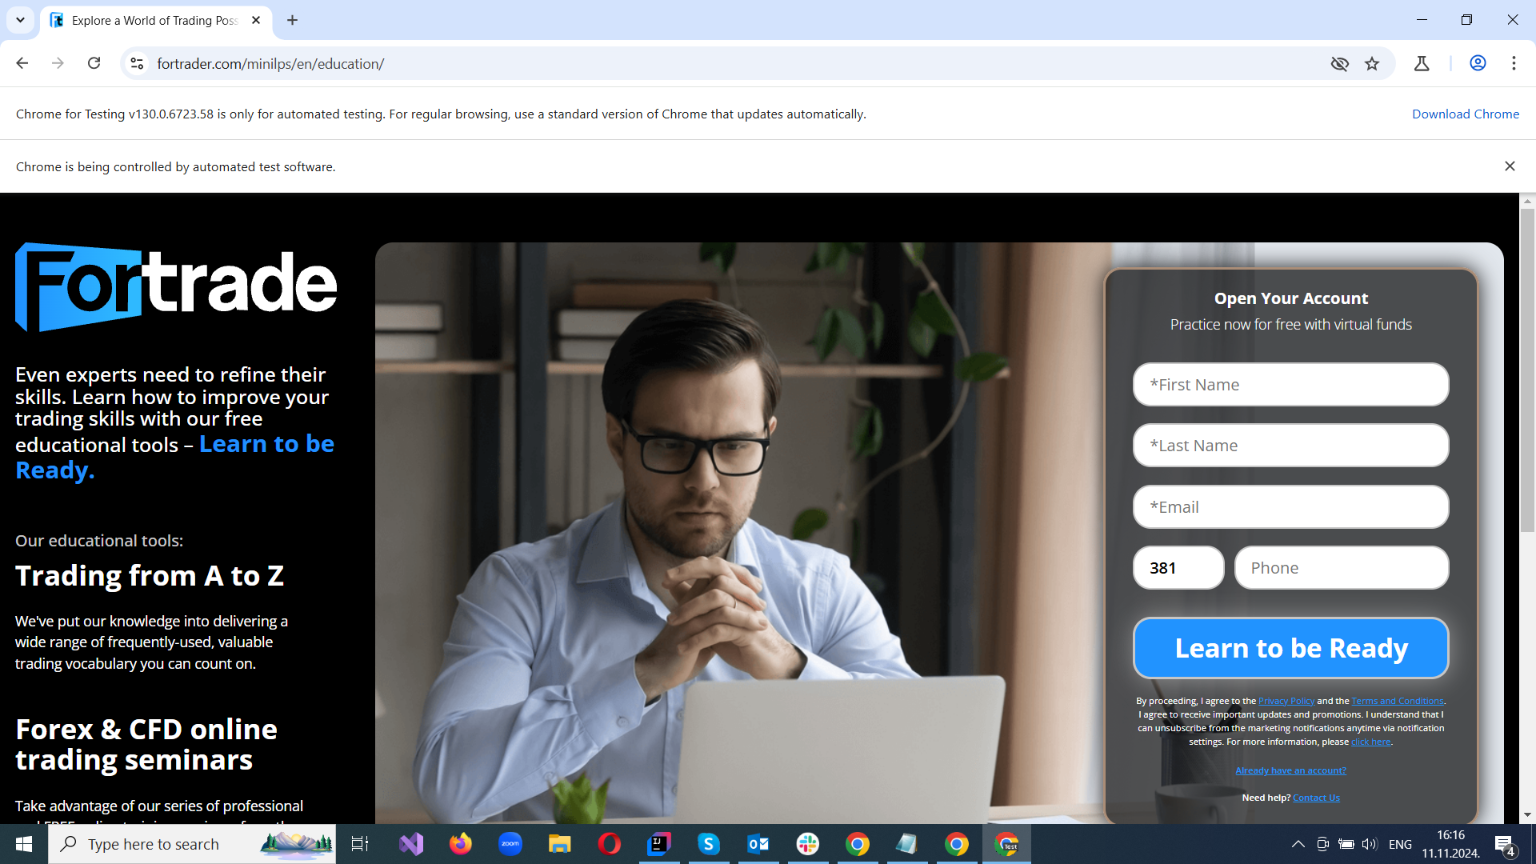 Explore a World of Trading Poss
fortrader.com/minilps/en/education/
Chrome for Testing v130.0.6723.58 is only for automated testing. For regular browsing, use a standard version of Chrome that updates automatically.
Download Chrome
Chrome is being controlled by automated test software.
Fortrade
Even experts need to refine their
skills. Learn how to improve your
trading skills with our free
educational tools – Learn to be
Ready.
Our educational tools:
Trading from A to Z
We've put our knowledge into delivering a
wide range of frequently-used, valuable
trading vocabulary you can count on.
Forex & CFD online
trading seminars
Take advantage of our series of professional
Open Your Account
Practice now for free with virtual funds
*First Name
*Last Name
*Email
381
Phone
Learn to be Ready
By proceeding, I agree to the Privacy Policy and the Terms and Conditions.
I agree to receive important updates and promotions. I understand that I
can unsubscribe from the marketing notifications anytime via notification
settings. For more information, please click here.
Already have an account?
Need help? Contact Us
Type here to search
zoom
Test
ENG
16:16
11.11.2024.
4